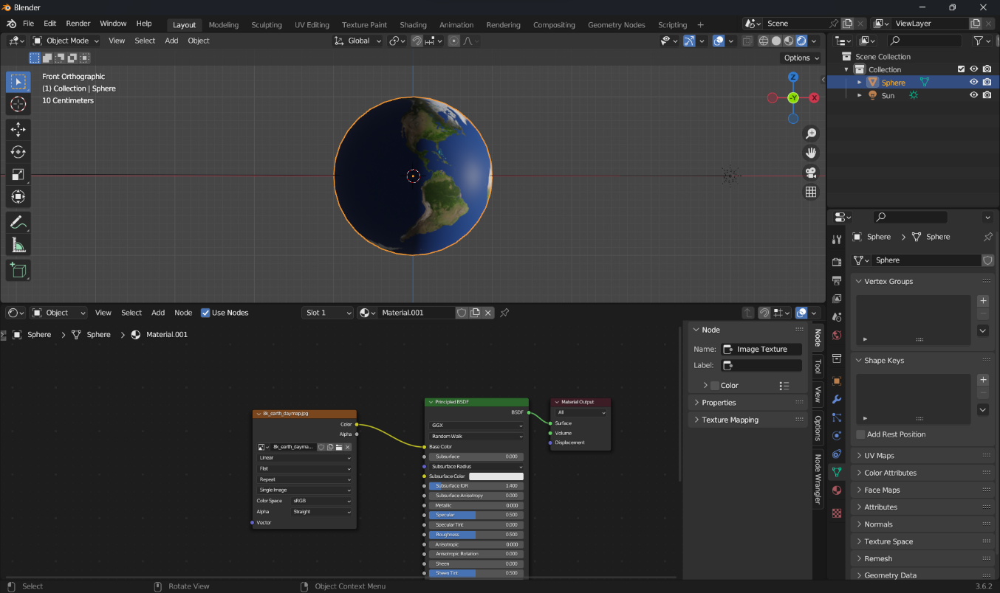 Blender
File Edit Render Window Help Layout Modeling Sculpting UV Editing Texture Paint Shading Animation Rendering Compositing Geometry Nodes Scripting + Scene ViewLayer
Object Mode View Select Add Object Global
Options
Front Orthographic
(1) Collection | Sphere
10 Centimeters
Z
-Y
X
Scene Collection
Collection
Sphere
Sun
Sphere > Sphere
Sphere
Vertex Groups
Shape Keys
Add Rest Position
UV Maps
Color Attributes
Face Maps
Attributes
Normals
Texture Space
Remesh
Geometry Data
Object View Select Add Node Use Nodes Slot 1 Material.001
Sphere > Sphere > Material.001
Node
Name: Image Texture
Label:
Color
Properties
Texture Mapping
Node
Tool
View
Options
Node Wrangler
8k_earth_daymap.jpg
Color
Alpha
8k_earth_dayma...
Linear
Flat
Repeat
Single Image
Color Space sRGB
Alpha Straight
Vector
Principled BSDF
BSDF
GGX
Random Walk
Base Color
Subsurface 0.000
Subsurface Radius
Subsurface Color
Subsurface IOR 1.400
Subsurface Anisotropy 0.000
Metallic 0.000
Specular 0.500
Specular Tint 0.000
Roughness 0.500
Anisotropic 0.000
Anisotropic Rotation 0.000
Sheen 0.000
Sheen Tint 0.500
Material Output
All
Surface
Volume
Displacement
Select Rotate View Object Context Menu 3.6.2